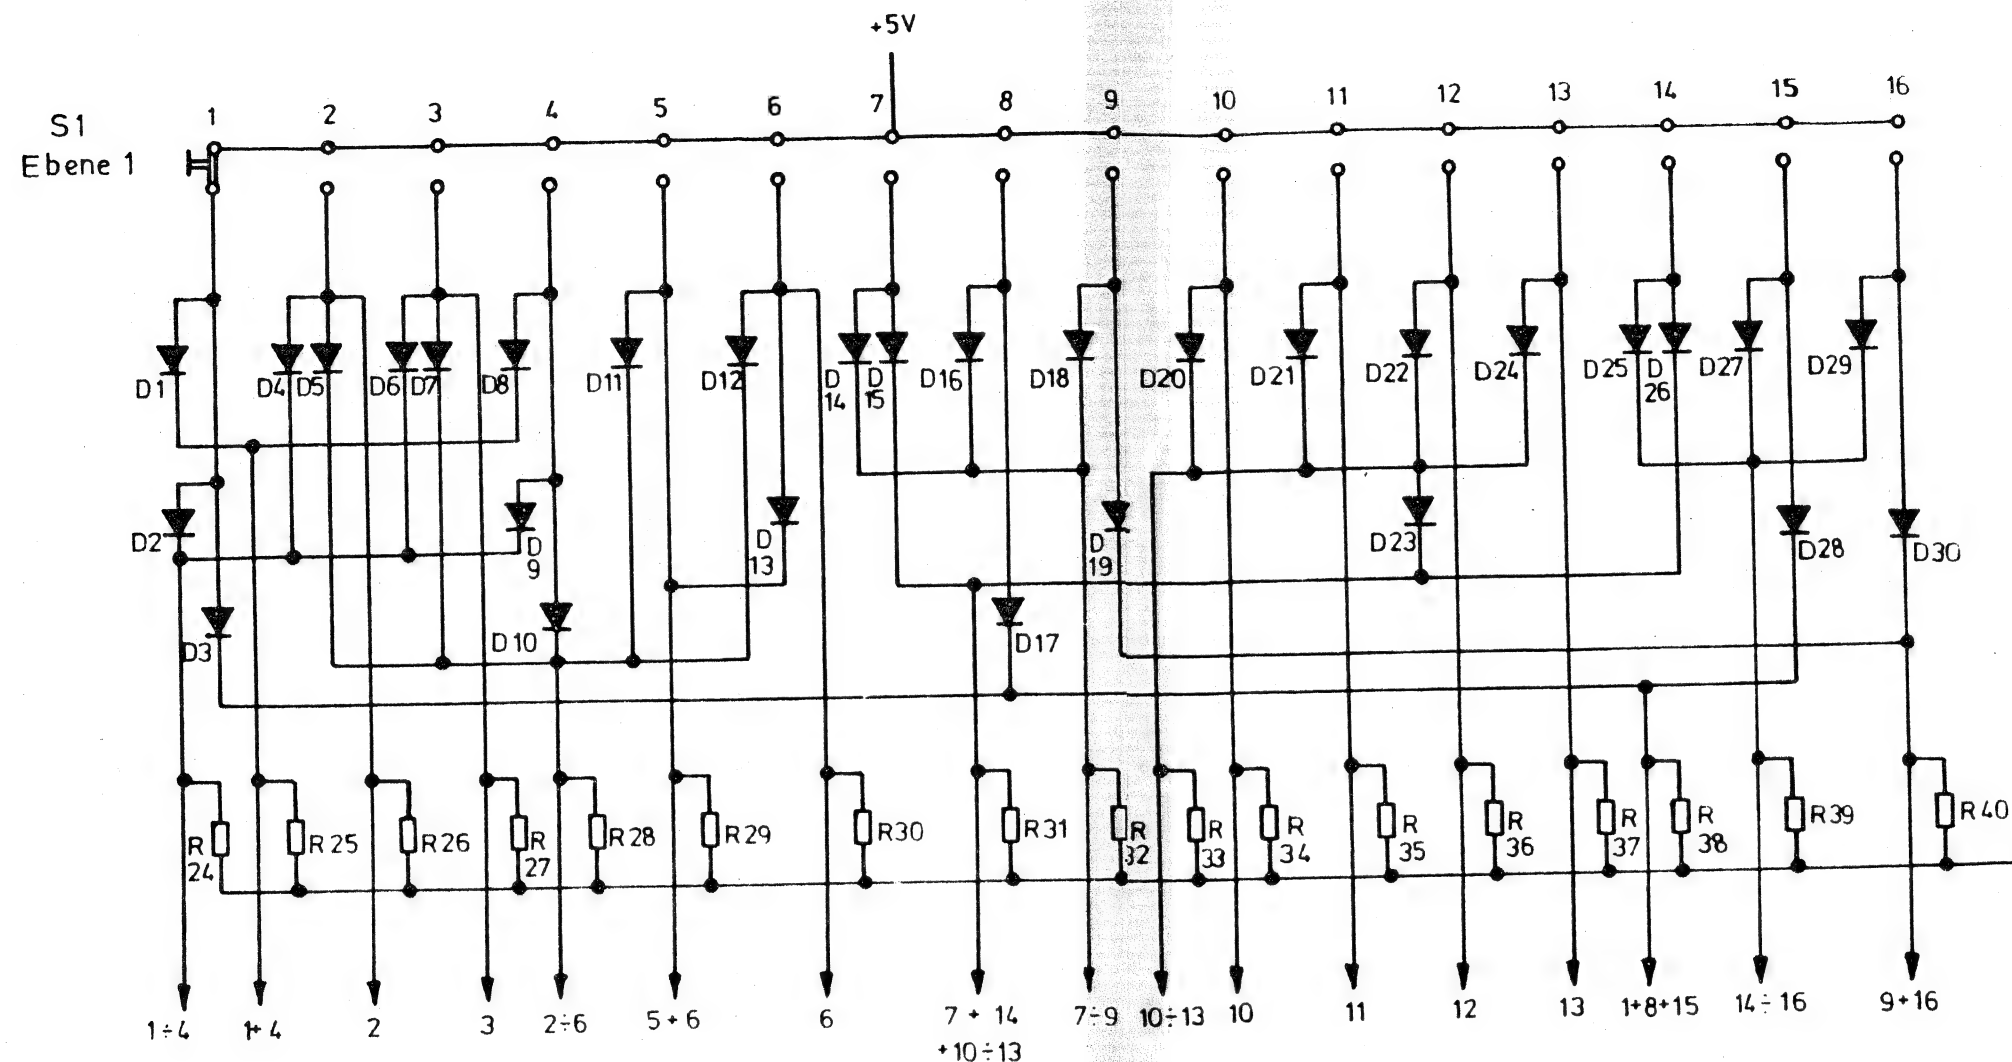 +5V
1 2 3 4 5 6 7 8 9 10 11 12 13 14 15 16
S1
Ebene 1
D1 D4 D5 D6 D7 D8 D11 D12 D 14 D 15 D16 D18 D20 D21 D22 D24 D25 D 26 D27 D29
D2 D 9 D 13 D 19 D23 D28 D30
D3 D10 D17
R 24 R25 R26 R 27 R28 R29 R30 R31 R 32 R 33 R 34 R 35 R 36 R 37 R 38 R39 R40
1÷4 1+4 2 3 2÷6 5+6 6 7 + 14 7÷9 10÷13 10 11 12 13 1+8+15 14÷16 9+16
+10÷13